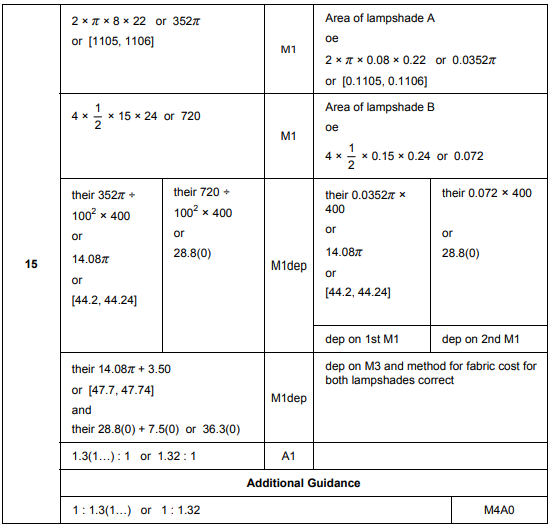 15
2 × π × 8 × 22 or 352π
or [1105, 1106]
M1
Area of lampshade A
oe
2 × π × 0.08 × 0.22 or 0.0352π
or [0.1105, 0.1106]
4 × 1/2 × 15 × 24 or 720
M1
Area of lampshade B
oe
4 × 1/2 × 0.15 × 0.24 or 0.072
their 352π ÷
100² × 400
or
14.08π
or
[44.2, 44.24]
their 720 ÷
100² × 400
or
28.8(0)
M1dep
their 0.0352π ×
400
or
14.08π
or
[44.2, 44.24]
their 0.072 × 400
or
28.8(0)
dep on 1st M1
dep on 2nd M1
their 14.08π + 3.50
or [47.7, 47.74]
and
their 28.8(0) + 7.5(0) or 36.3(0)
M1dep
dep on M3 and method for fabric cost for
both lampshades correct
1.3(1…) : 1 or 1.32 : 1
A1
Additional Guidance
1 : 1.3(1…) or 1 : 1.32
M4A0